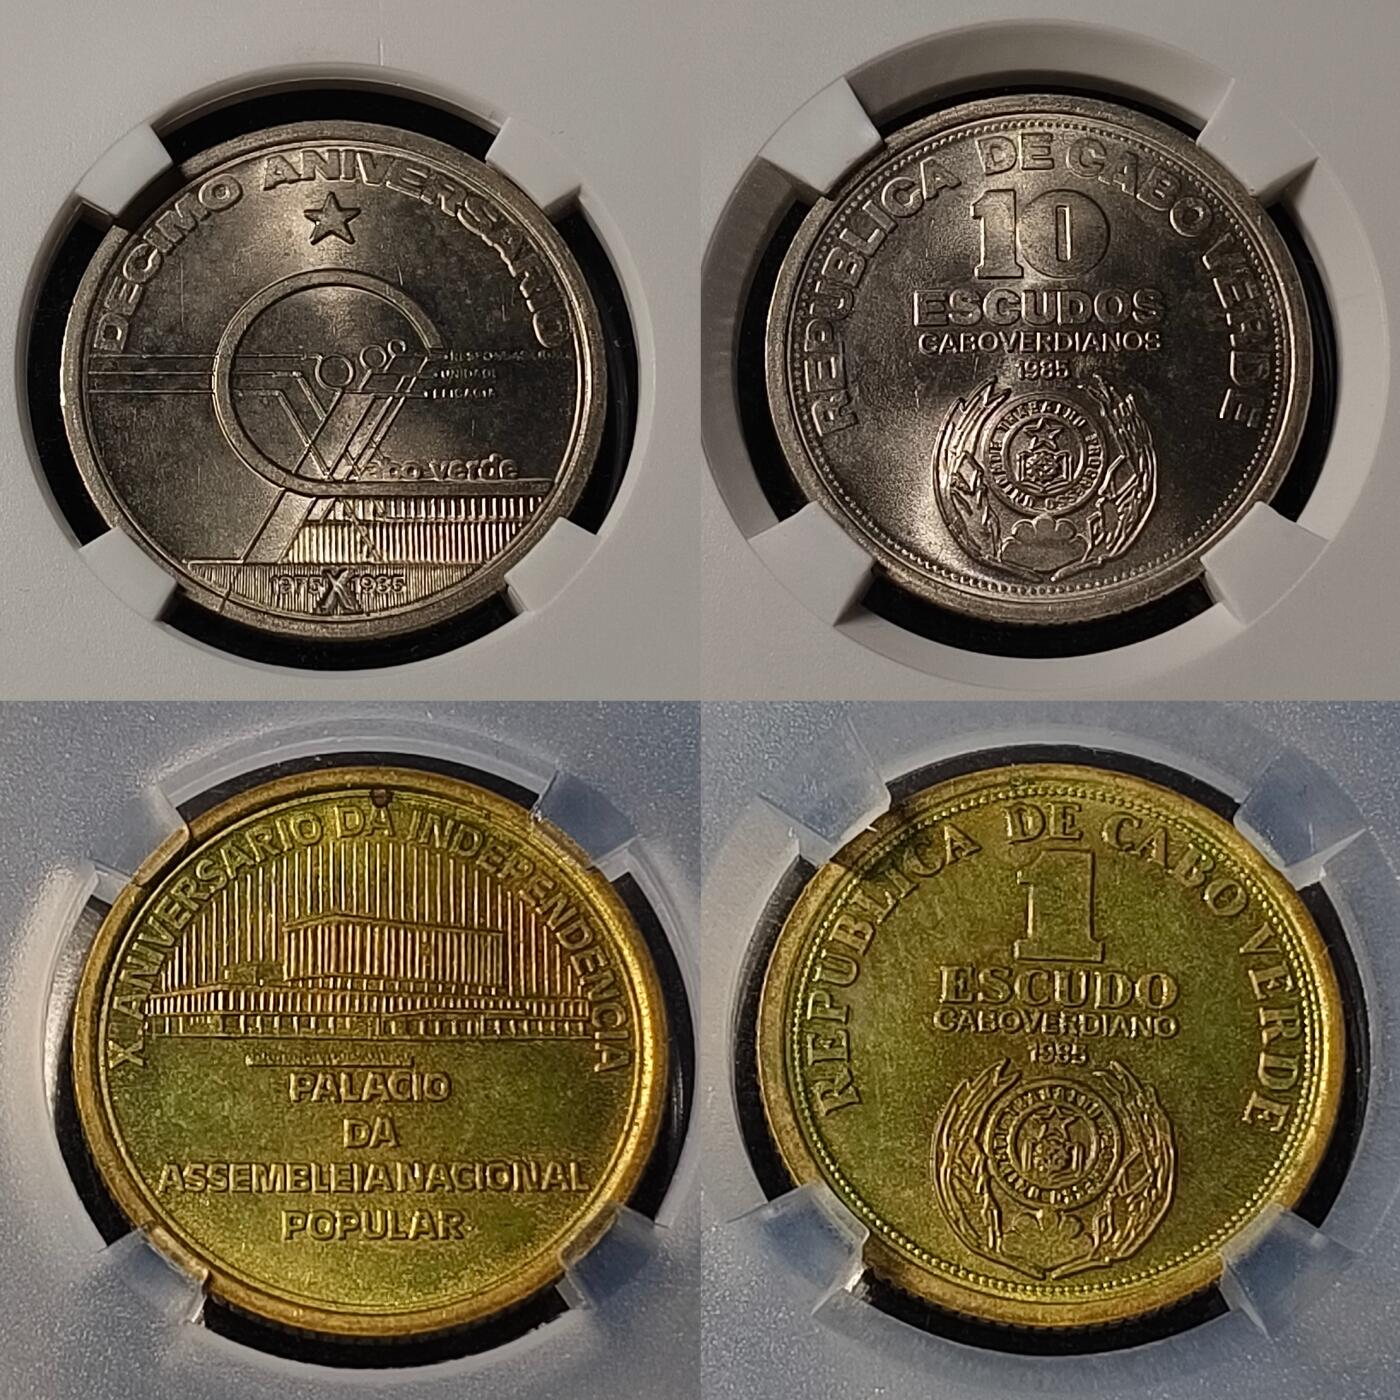 DECIMO ANIVERSARIO
UNIDADE
cabo verde
1975 X 1985
REPUBLICA DE CABO VERDE
10
ESCUDOS
CABOVERDIANOS
1985
X ANIVERSARIO DA INDEPENDENCIA
PALACIO
DA
ASSEMBLEIA NACIONAL
POPULAR
REPUBLICA DE CABO VERDE
1
ESCUDO
CABOVERDIANO
1985